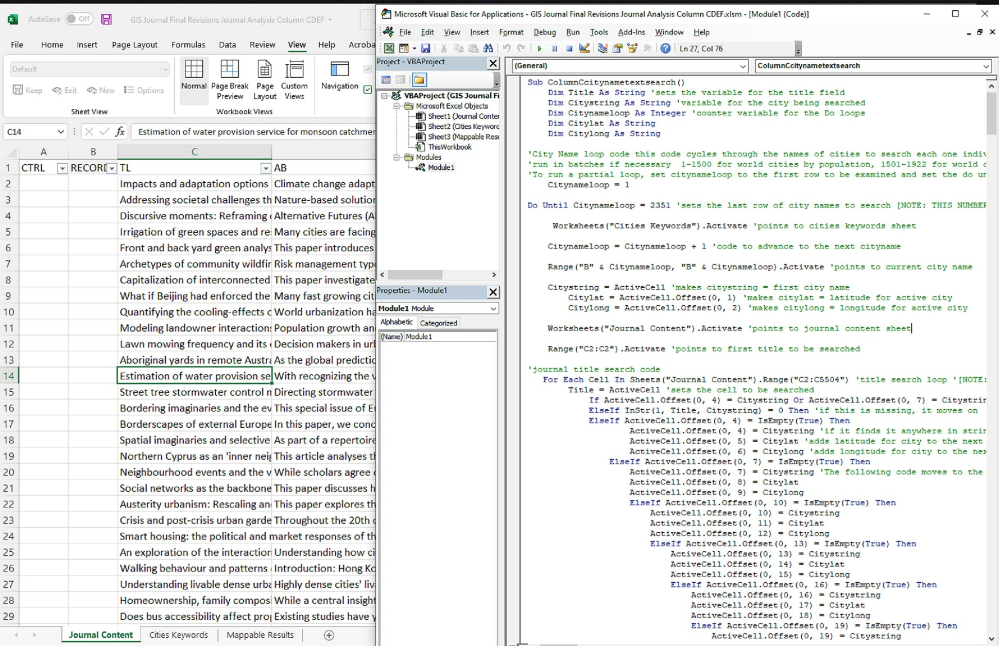 AutoSave Off GIS Journal Final Revisions Journal Analysis Column CDEF
File Home Insert Page Layout Formulas Data Review View Help Acroba
Default
Keep Exit New Options
Sheet View
Normal Page Break Preview Page Layout Custom Views
Workbook Views
Navigation
C14 fx Estimation of water provision service for monsoon catchmer
A B C
1 CTRL RECORD TL AB
2 Impacts and adaptation options Climate change adapt
3 Addressing societal challenges th Nature-based solution
4 Discursive moments: Reframing Alternative Futures (A
5 Irrigation of green spaces and re Many cities are facing
6 Front and back yard green analys This paper introduces
7 Archetypes of community wildfir Risk management typ
8 Capitalization of interconnected This paper investigate
9 What if Beijing had enforced the Many fast growing cit
10 Quantifying the cooling-effects o World urbanization ha
11 Modeling landowner interactions Population growth an
12 Lawn mowing frequency and its Decision makers in ur
13 Aboriginal yards in remote Austra As the global predictio
14 Estimation of water provision se With recognizing the v
15 Street tree stormwater control m Directing stormwater
16 Bordering imaginaries and the ev This special issue of E
17 Borderscapes of external Europe In this paper, we conc
18 Spatial imaginaries and selective As part of a repertoire
19 Northern Cyprus as an 'inner neig This article analyses t
20 Neighbourhood events and the v While scholars agree
21 Social networks as the backbone This paper discusses h
22 Austerity urbanism: Rescaling an This paper explores th
23 Crisis and post-crisis urban garde Throughout the 20th c
24 Smart housing: the political and market responses of th
25 An exploration of the interaction Understanding how ci
26 Walking behaviour and patterns Introduction: Hong Ko
27 Understanding livable dense urba Highly dense cities' liv
28 Homeownership, family composi While a central insight
29 Does bus accessibility affect prop Existing studies have y
Journal Content Cities Keywords Mappable Results
Microsoft Visual Basic for Applications - GIS Journal Final Revisions Journal Analysis Column CDEF.xlsm - [Module1 (Code)]
File Edit View Insert Format Debug Run Tools Add-Ins Window Help
Ln 27, Col 76
Project - VBAProject
VBAProject (GIS Journal Fi
Microsoft Excel Objects
Sheet1 (Journal Conter
Sheet2 (Cities Keyword
Sheet3 (Mappable Resu
ThisWorkbook
Modules
Module1
Properties - Module1
Module1 Module
Alphabetic Categorized
(Name) Module1
(General) ColumnCcitynametextsearch
Sub ColumnCcitynametextsearch()
Dim Title As String 'sets the variable for the title field
Dim Citystring As String 'variable for the city being searched
Dim Citynameloop As Integer 'counter variable for the Do loops
Dim Citylat As String
Dim Citylong As String
'City Name loop code this code cycles through the names of cities to search each one indiv
'run in batches if necessary 1-1500 for world cities by population, 1501-1922 for world c
'To run a partial loop, set citynameloop to the first row to be examined and set the do un
Citynameloop = 1
Do Until Citynameloop = 2351 'sets the last row of city names to search [NOTE: THIS NUMBER
Worksheets("Cities Keywords").Activate 'points to cities keywords sheet
Citynameloop = Citynameloop + 1 'code to advance to the next cityname
Range("B" & Citynameloop, "B" & Citynameloop).Activate 'points to current city name
Citystring = ActiveCell 'makes citystring = first city name
Citylat = ActiveCell.Offset(0, 1) 'makes citylat = latitude for active city
Citylong = ActiveCell.Offset(0, 2) 'makes citylong = longitude for active city
Worksheets("Journal Content").Activate 'points to journal content sheet
Range("C2:C2").Activate 'points to first title to be searched
'journal title search code
For Each Cell In Sheets("Journal Content").Range("C2:C5504") 'title search loop '[NOTE:
Title = ActiveCell 'sets the cell to be searched
If ActiveCell.Offset(0, 4) = Citystring Or ActiveCell.Offset(0, 7) = Citystrin
ElseIf InStr(1, Title, Citystring) = 0 Then 'if this is missing, it moves on
ElseIf ActiveCell.Offset(0, 4) = IsEmpty(True) Then
ActiveCell.Offset(0, 4) = Citystring 'if it finds it anywhere in strin
ActiveCell.Offset(0, 5) = Citylat 'adds latitude for city to the next
ActiveCell.Offset(0, 6) = Citylong 'adds longitude for city to the nex
ElseIf ActiveCell.Offset(0, 7) = IsEmpty(True) Then
ActiveCell.Offset(0, 7) = Citystring 'The following code moves to the
ActiveCell.Offset(0, 8) = Citylat
ActiveCell.Offset(0, 9) = Citylong
ElseIf ActiveCell.Offset(0, 10) = IsEmpty(True) Then
ActiveCell.Offset(0, 10) = Citystring
ActiveCell.Offset(0, 11) = Citylat
ActiveCell.Offset(0, 12) = Citylong
ElseIf ActiveCell.Offset(0, 13) = IsEmpty(True) Then
ActiveCell.Offset(0, 13) = Citystring
ActiveCell.Offset(0, 14) = Citylat
ActiveCell.Offset(0, 15) = Citylong
ElseIf ActiveCell.Offset(0, 16) = IsEmpty(True) Then
ActiveCell.Offset(0, 16) = Citystring
ActiveCell.Offset(0, 17) = Citylat
ActiveCell.Offset(0, 18) = Citylong
ElseIf ActiveCell.Offset(0, 19) = IsEmpty(True) Then
ActiveCell.Offset(0, 19) = Citystring